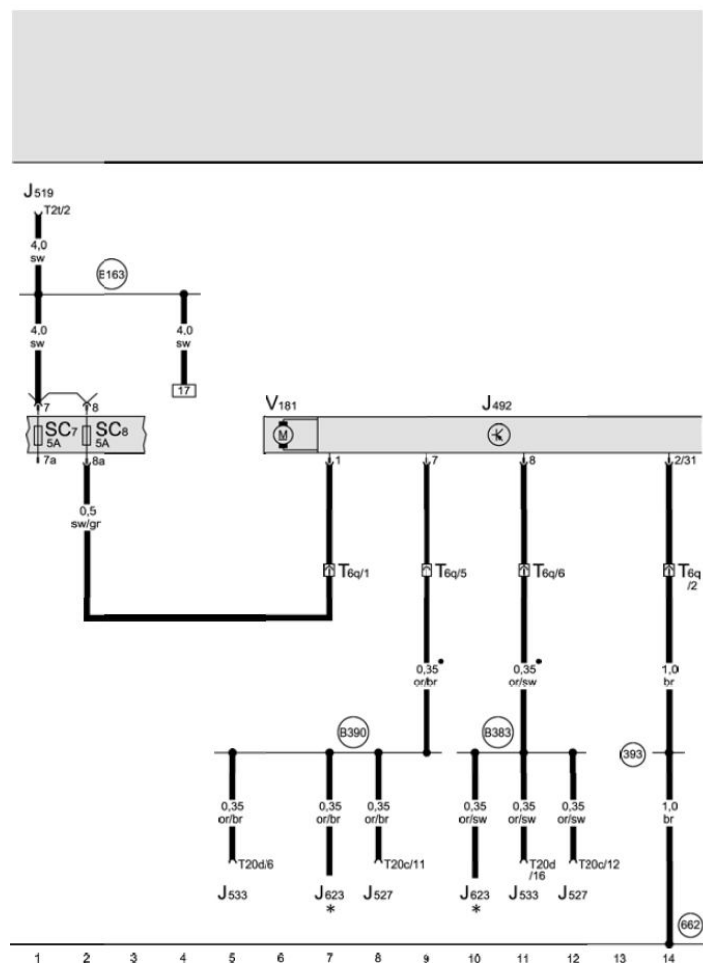 J519
T2t/2
4,0
sw
E163
4,0
sw
4,0
sw
17
7 8
SC7
5A
SC8
5A
7a 8a
V181
M
J492
1 7 8 2/31
0,5
sw/gr
T6q/1
T6q/5
T6q/6
T6q
/2
0,35
or/br
0,35
or/sw
1,0
br
B390
B383
393
0,35
or/br
0,35
or/br
0,35
or/br
0,35
or/sw
0,35
or/sw
0,35
or/sw
1,0
br
T20d/6
T20c/11
T20d
/16
T20c/12
J533
J623
*
J527
J623
*
J533
J527
662
1 2 3 4 5 6 7 8 9 10 11 12 13 14